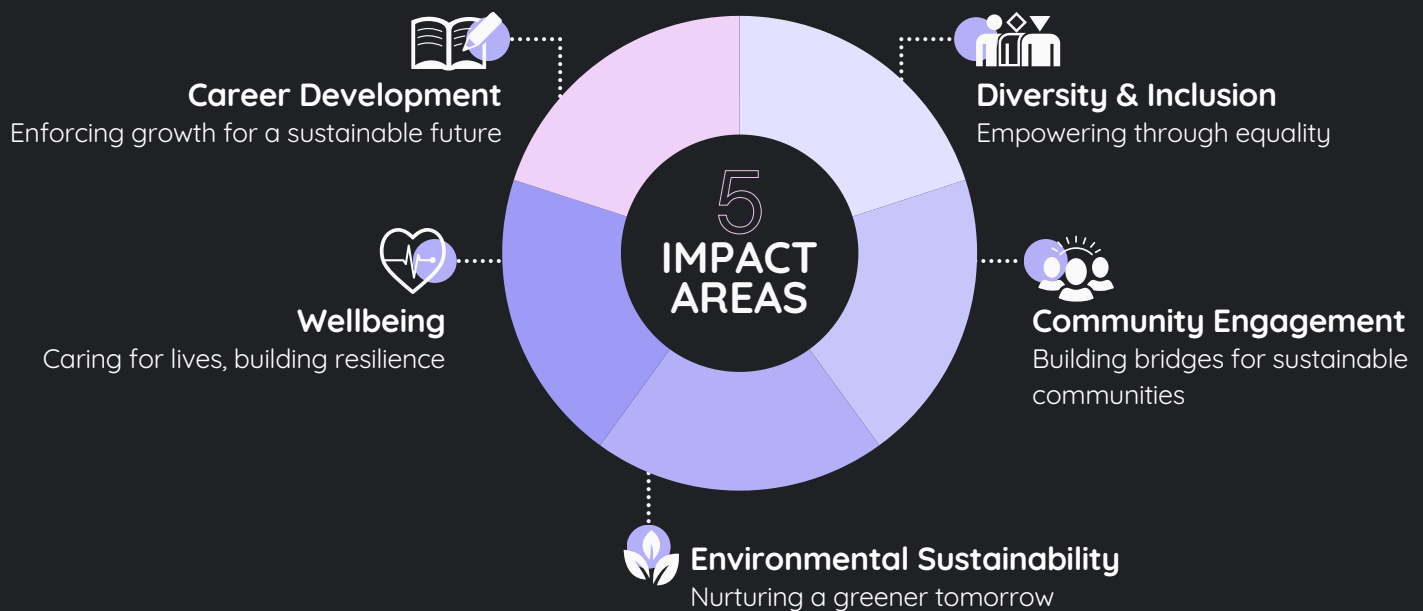 Career Development
Enforcing growth for a sustainable future
Diversity & Inclusion
Empowering through equality
5
IMPACT
AREAS
Wellbeing
Caring for lives, building resilience
Community Engagement
Building bridges for sustainable
communities
Environmental Sustainability
Nurturing a greener tomorrow